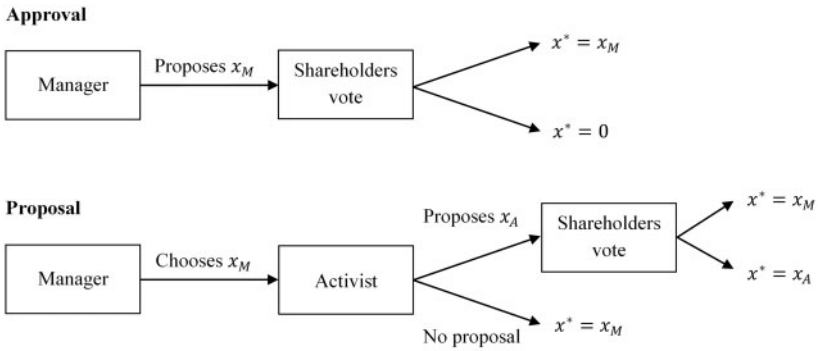 Approval
Manager
Proposes x_M
Shareholders
vote
x* = x_M
x* = 0
Proposal
Manager
Chooses x_M
Activist
Proposes x_A
No proposal
Shareholders
vote
x* = x_M
x* = x_A
x* = x_M